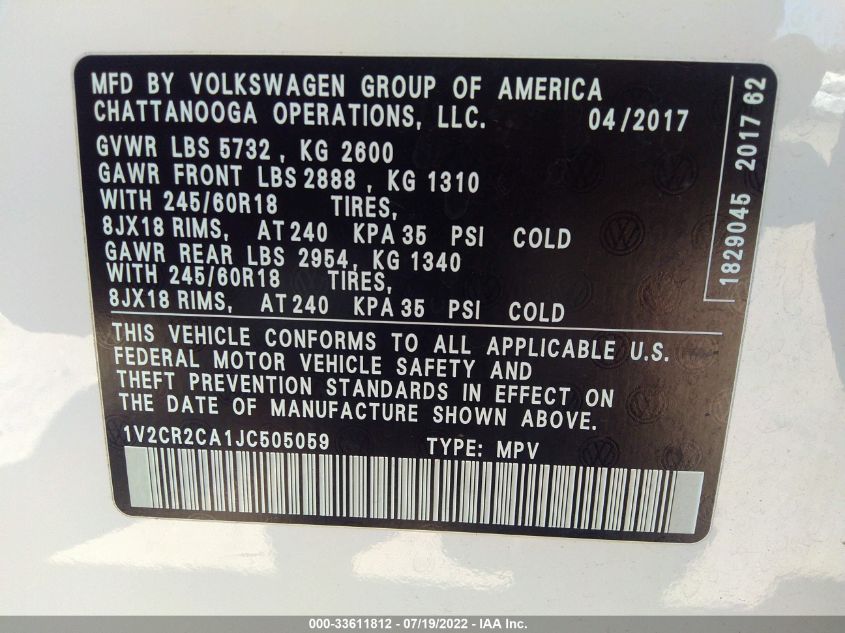 MFD BY VOLKSWAGEN GROUP OF AMERICA
CHATTANOOGA OPERATIONS, LLC. 04/2017
GVWR LBS 5732 , KG 2600
GAWR FRONT LBS 2888 , KG 1310
WITH 245/60R18 TIRES,
8JX18 RIMS, AT 240 KPA 35 PSI COLD
GAWR REAR LBS 2954 , KG 1340
WITH 245/60R18 TIRES,
8JX18 RIMS, AT 240 KPA 35 PSI COLD
1829045 2017 62
THIS VEHICLE CONFORMS TO ALL APPLICABLE U.S.
FEDERAL MOTOR VEHICLE SAFETY AND
THEFT PREVENTION STANDARDS IN EFFECT ON
THE DATE OF MANUFACTURE SHOWN ABOVE.
1V2CR2CA1JC505059 TYPE: MPV
000-33611812 - 07/19/2022 - IAA Inc.